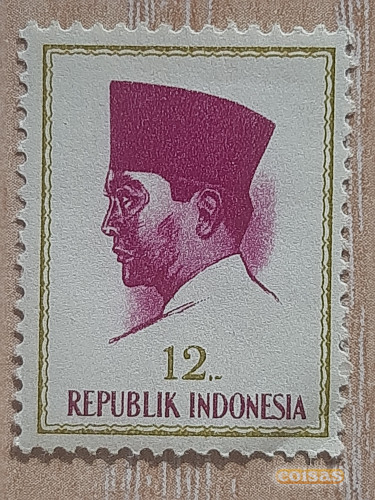 12.-
REPUBLIK INDONESIA
coisas